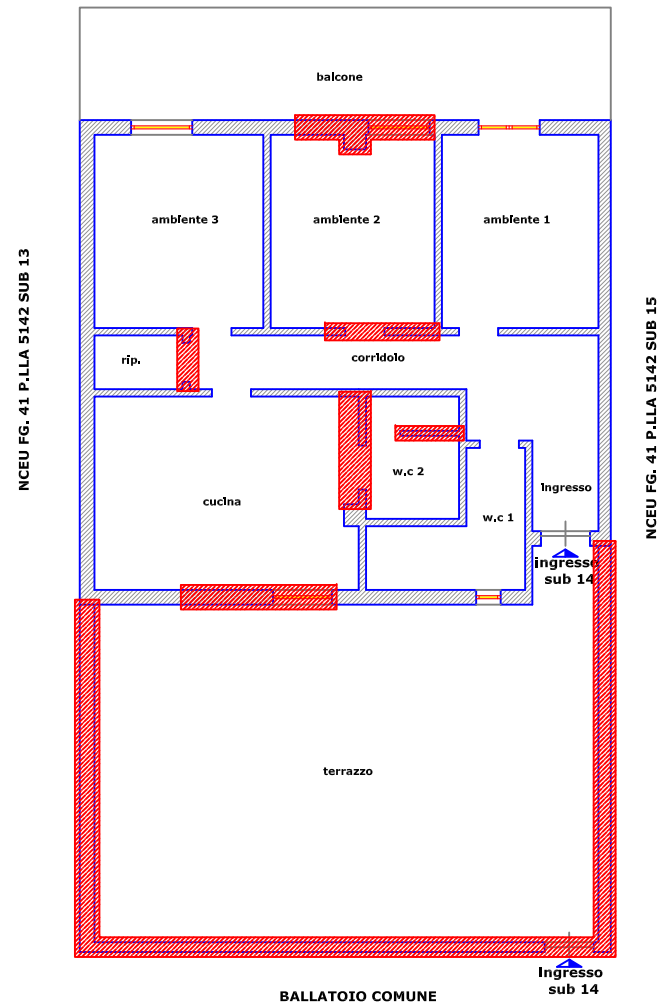 balcone
ambiente 3
ambiente 2
ambiente 1
NCEU FG. 41 P.LLA 5142 SUB 13
NCEU FG. 41 P.LLA 5142 SUB 15
rip.
corridoio
w.c 2
cucina
w.c 1
ingresso
ingresso
sub 14
terrazzo
Ingresso
sub 14
BALLATOIO COMUNE